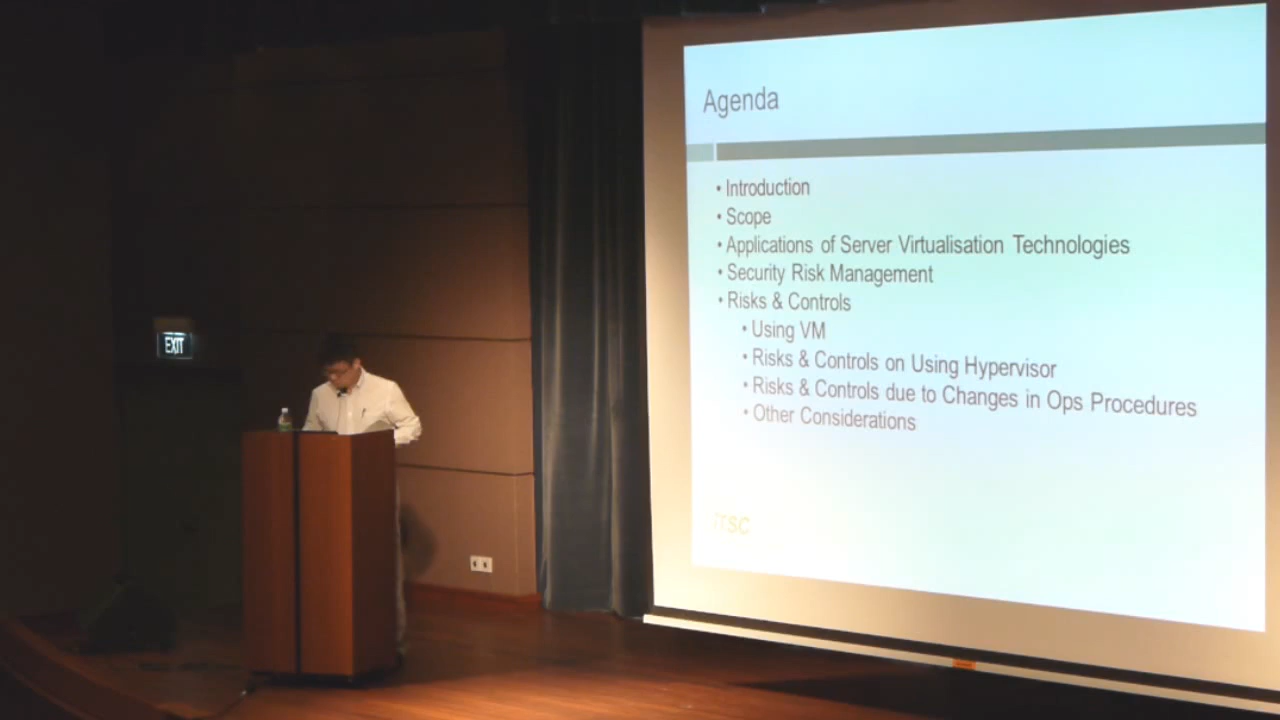 Agenda
• Introduction
• Scope
• Applications of Server Virtualisation Technologies
• Security Risk Management
• Risks & Controls
• Using VM
• Risks & Controls on Using Hypervisor
• Risks & Controls due to Changes in Ops Procedures
• Other Considerations
ITSC
EXIT